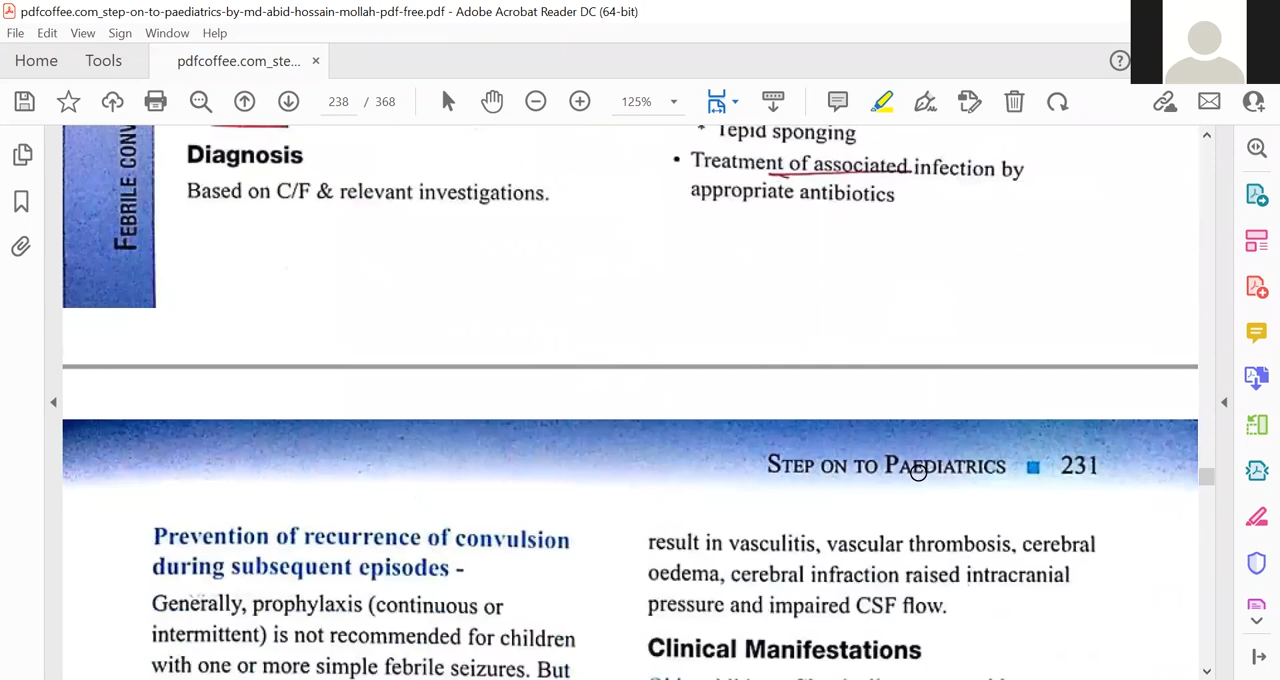 pdfcoffee.com_step-on-to-paediatrics-by-md-abid-hossain-mollah-pdf-free.pdf - Adobe Acrobat Reader DC (64-bit)
File Edit View Sign Window Help
Home Tools pdfcoffee.com_ste... ×
238 / 368 125%
FEBRILE CONV
Diagnosis
Based on C/F & relevant investigations.
* Tepid sponging
• Treatment of associated infection by
appropriate antibiotics
STEP ON TO PAEDIATRICS ■ 231
Prevention of recurrence of convulsion
during subsequent episodes -
Generally, prophylaxis (continuous or
intermittent) is not recommended for children
with one or more simple febrile seizures. But
result in vasculitis, vascular thrombosis, cerebral
oedema, cerebral infraction raised intracranial
pressure and impaired CSF flow.
Clinical Manifestations